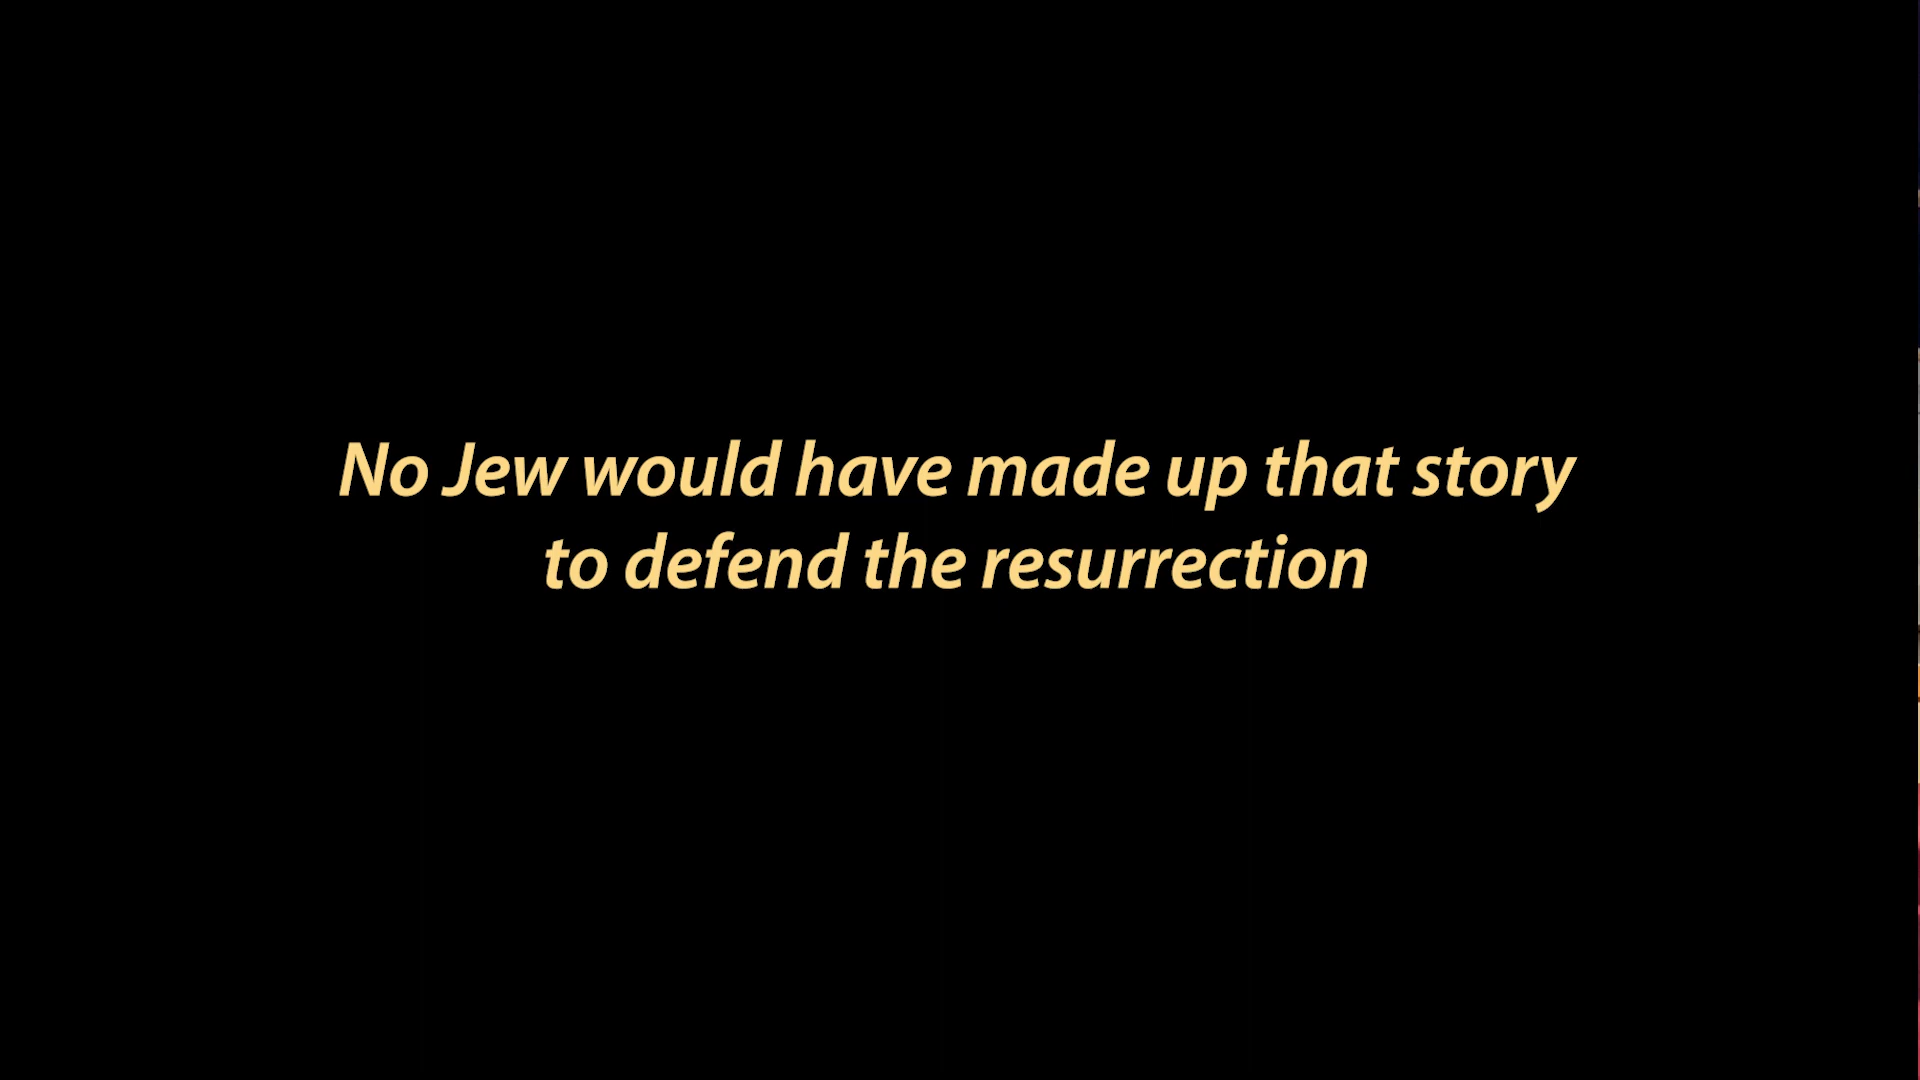 No Jew would have made up that story
to defend the resurrection